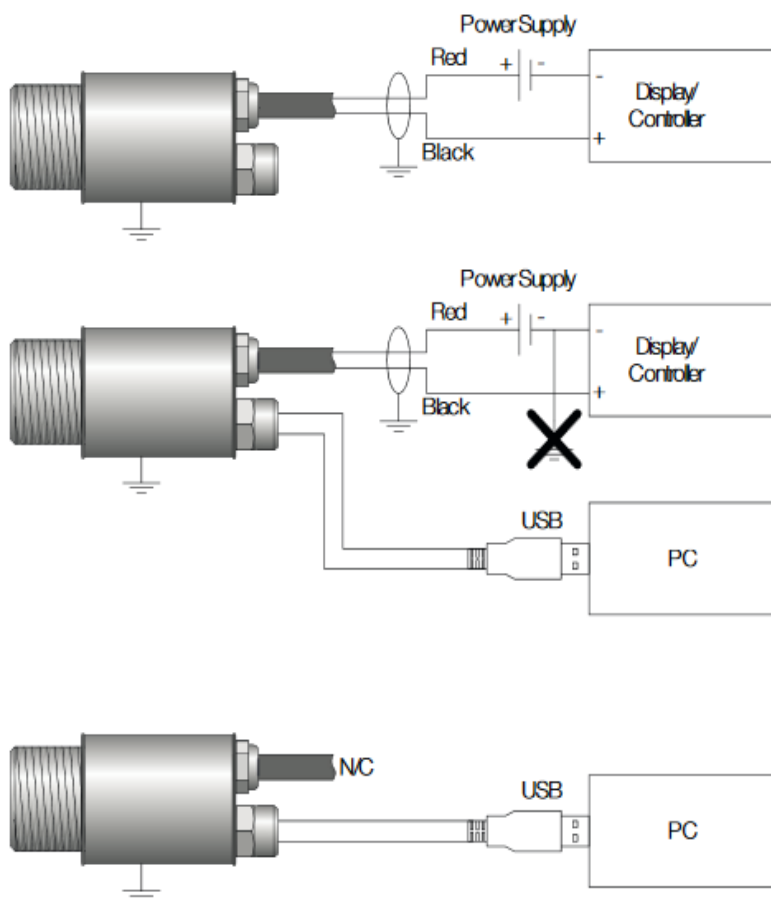 Power Supply
Red + - -
Display/
Controller
Black +
Power Supply
Red + - -
Display/
Controller
Black +
USB
PC
N/C
USB
PC